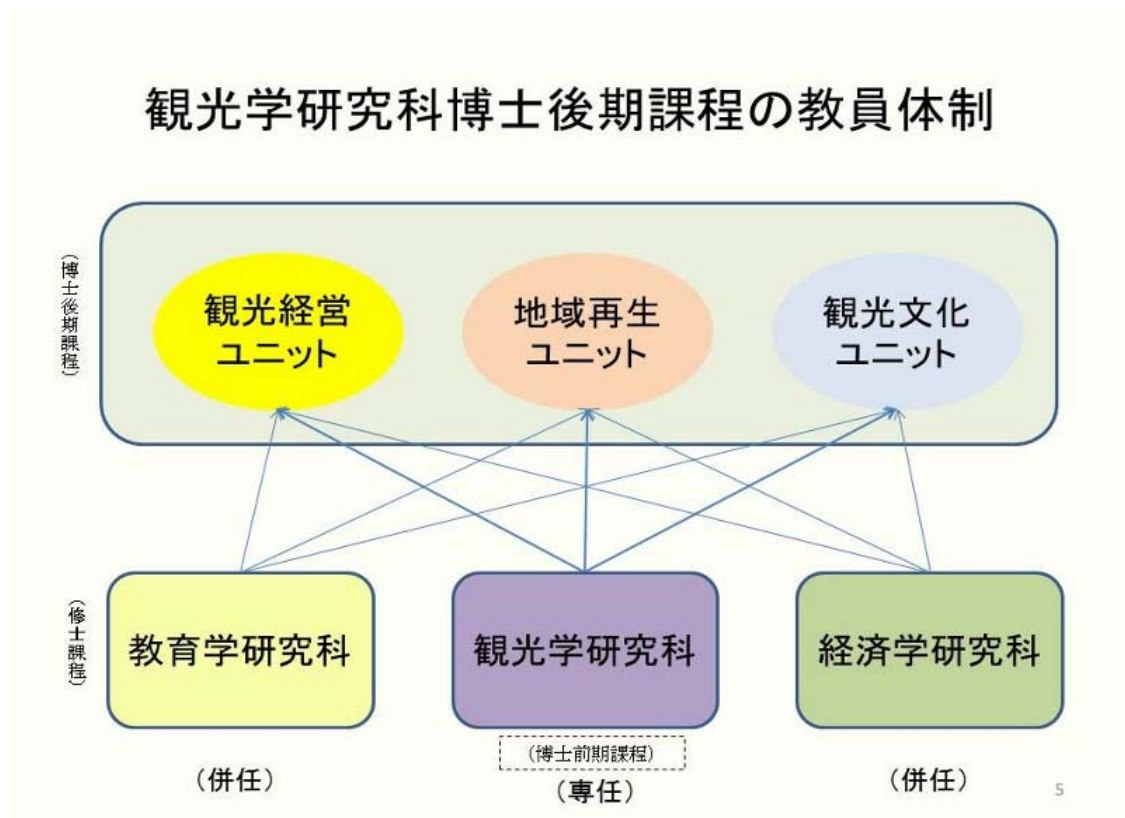 観光学研究科博士後期課程の教員体制
（博士後期課程）
観光経営
ユニット
地域再生
ユニット
観光文化
ユニット
（修士課程）
教育学研究科
観光学研究科
経済学研究科
（博士前期課程）
（併任）
（専任）
（併任）
5